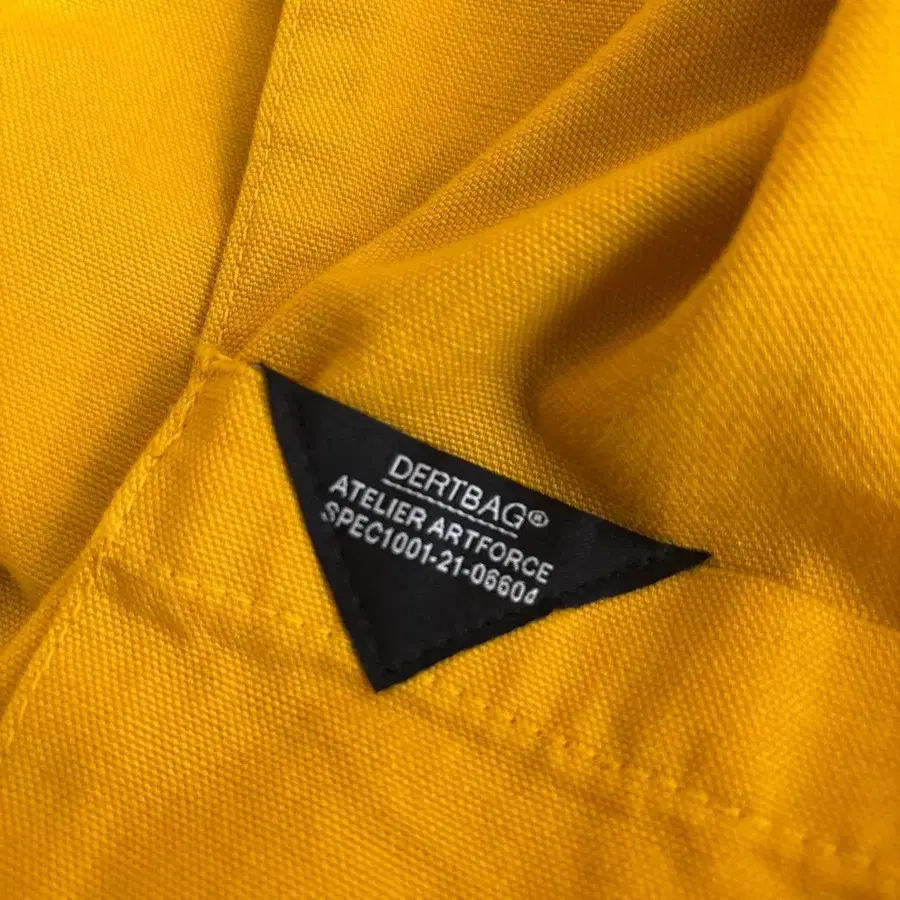 DERTBAG®
ATELIER ARTFORCE
SPEC1001-21-06604